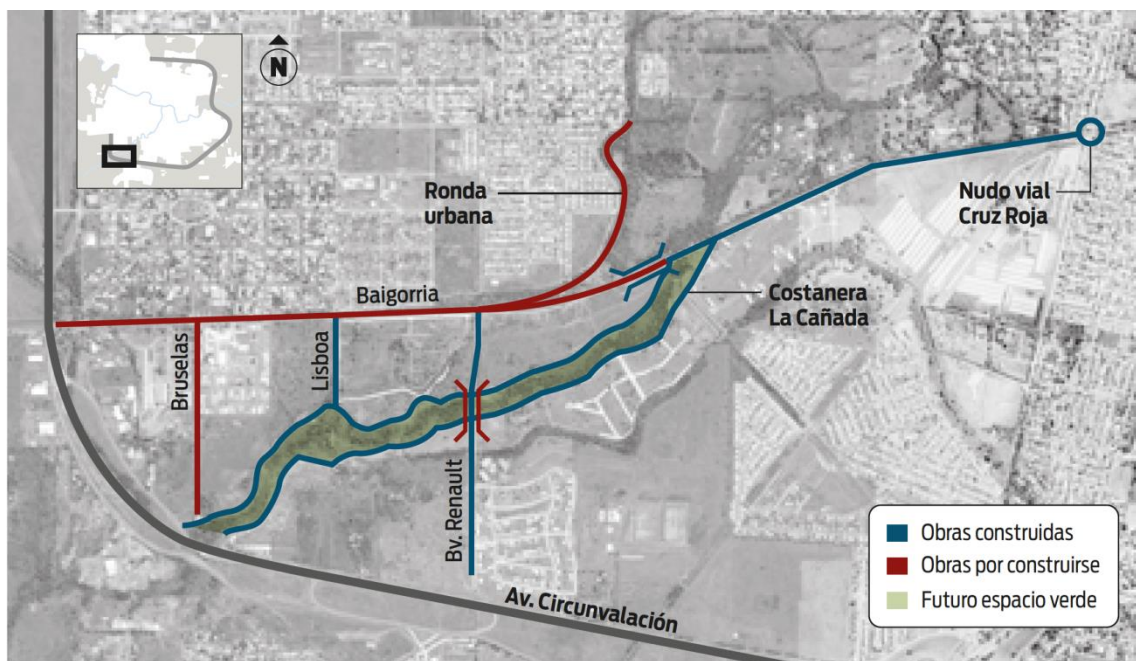 N
Ronda
urbana
Nudo vial
Cruz Roja
Baigorria
Costanera
La Cañada
Bruselas
Lisboa
Bv. Renault
Av. Circunvalación
Obras construidas
Obras por construirse
Futuro espacio verde